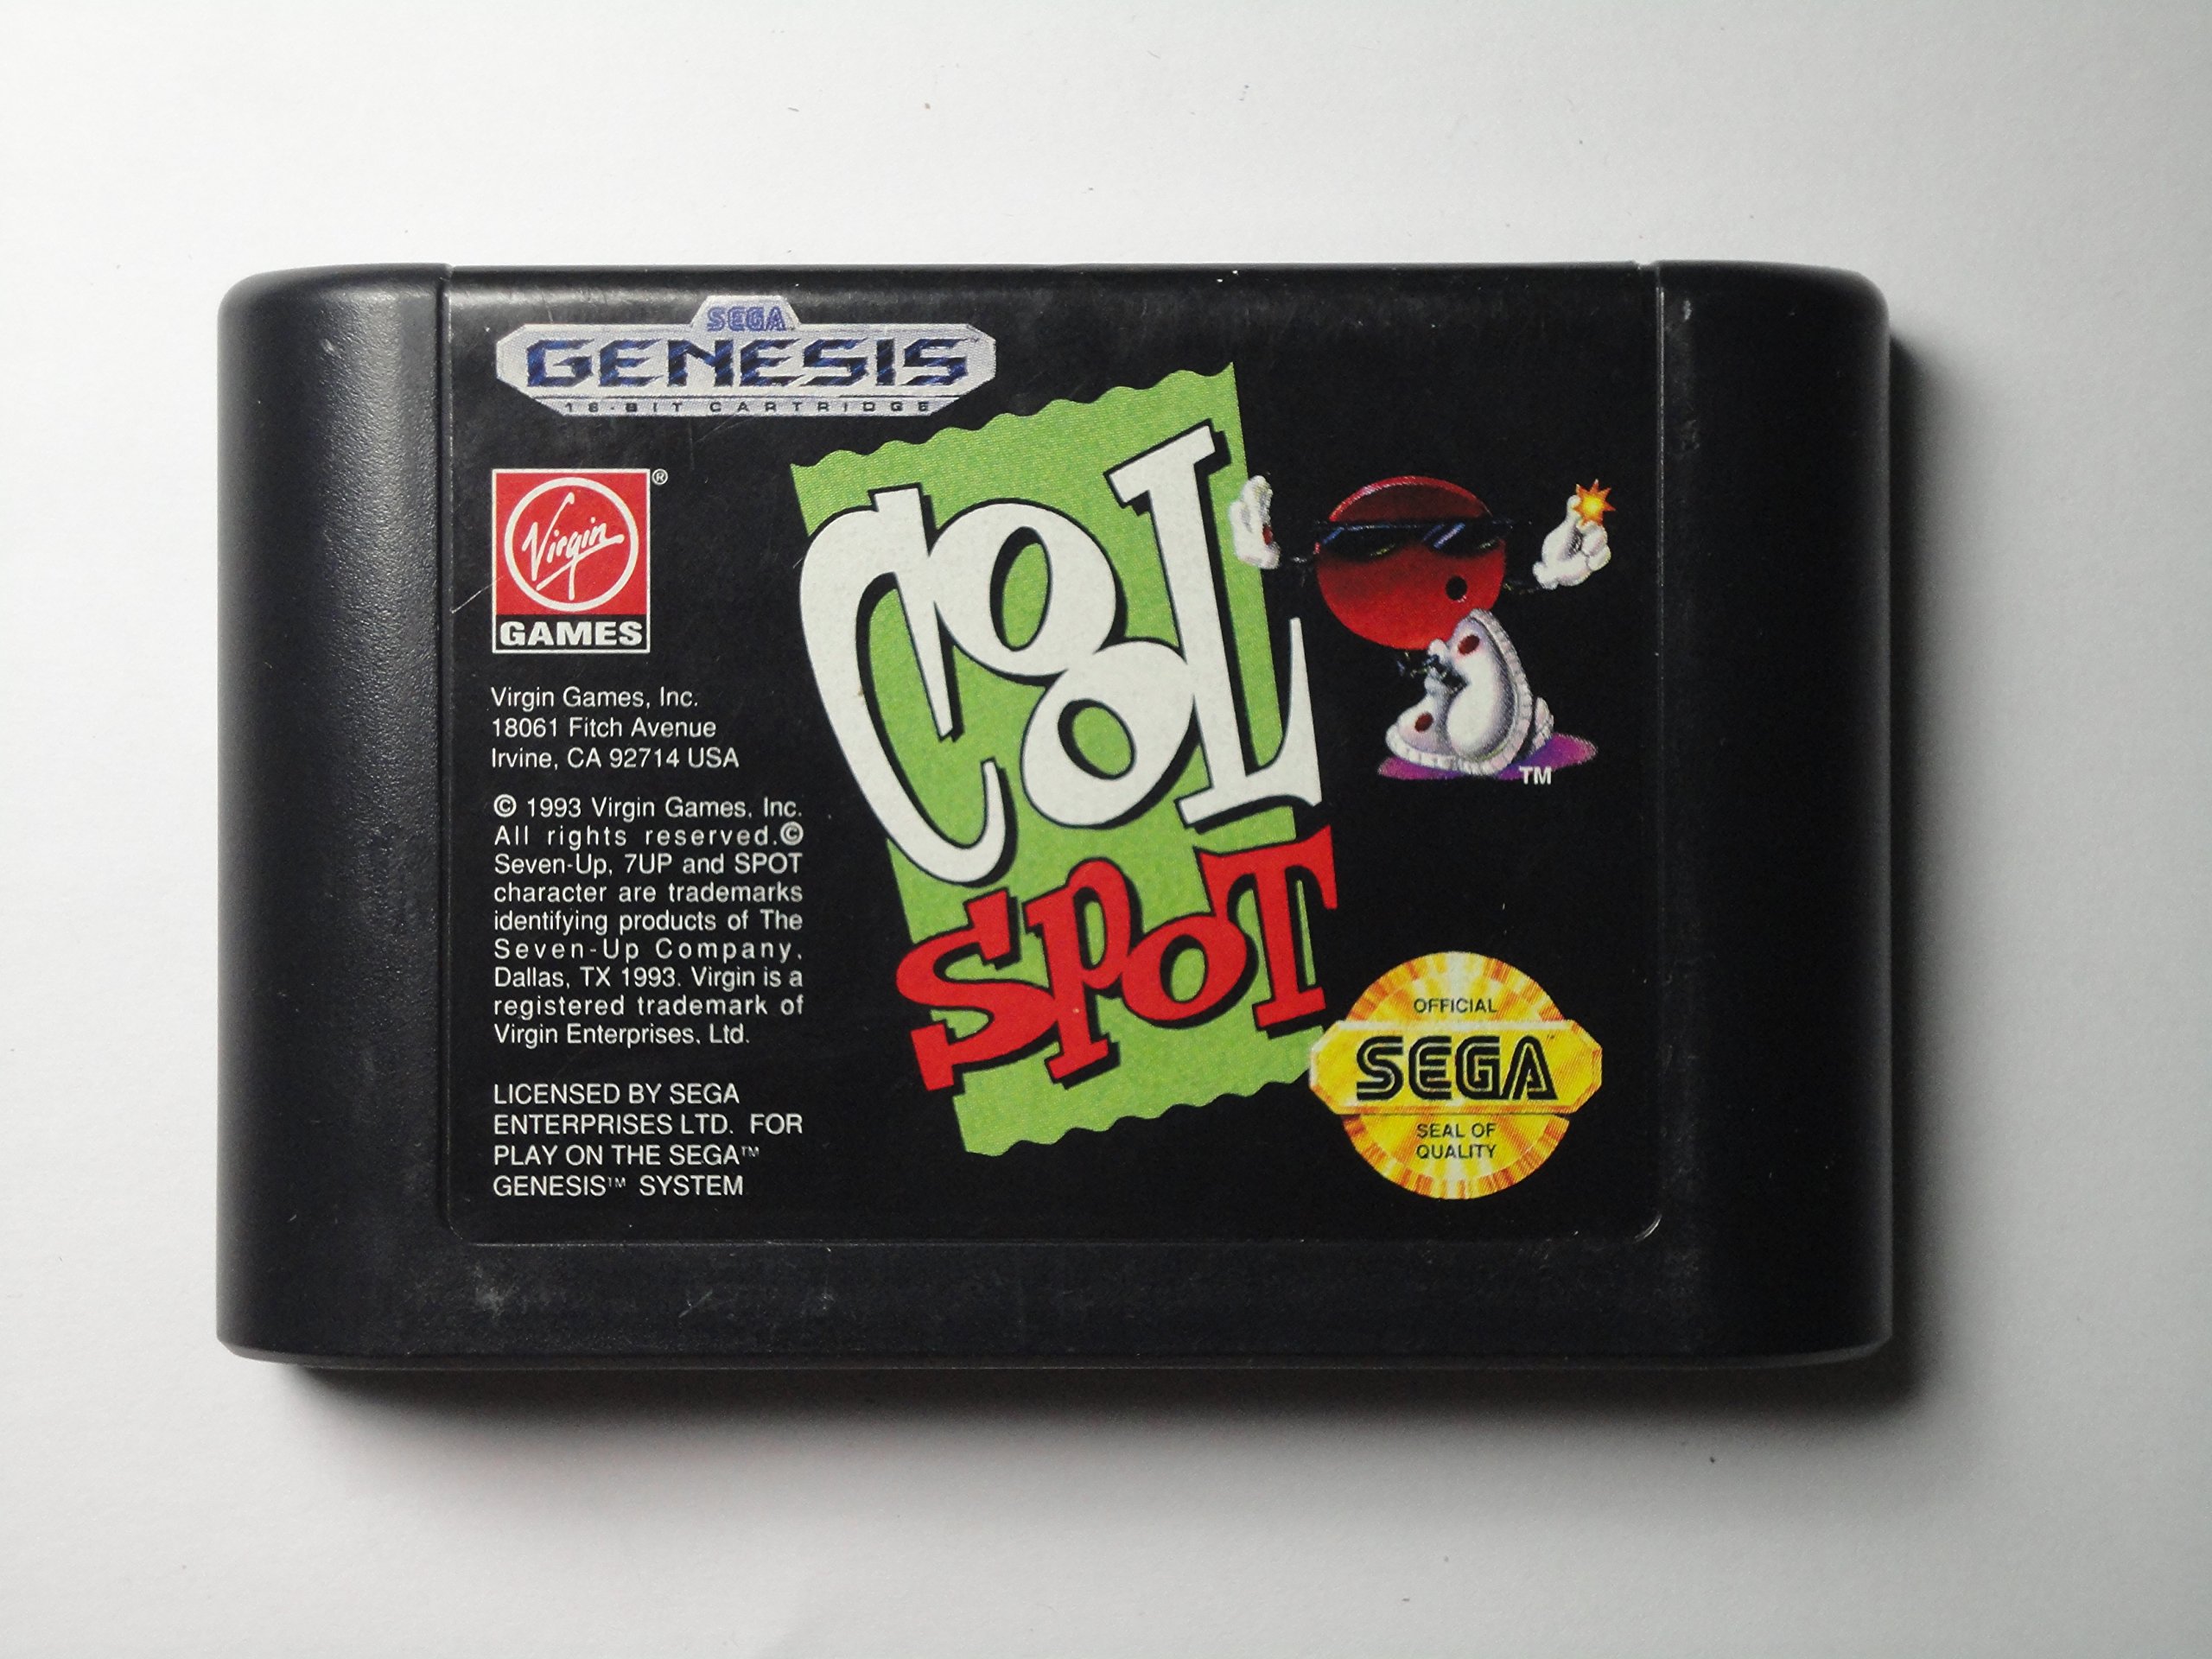 SEGA
GENESIS
16-BIT CARTRIDGE
Virgin®
GAMES
Virgin Games, Inc.
18061 Fitch Avenue
Irvine, CA 92714 USA
© 1993 Virgin Games, Inc.
All rights reserved.©
Seven-Up, 7UP and SPOT
character are trademarks
identifying products of The
Seven-Up Company,
Dallas, TX 1993. Virgin is a
registered trademark of
Virgin Enterprises, Ltd.
LICENSED BY SEGA
ENTERPRISES LTD. FOR
PLAY ON THE SEGA™
GENESIS™ SYSTEM
COOL
SPOT
TM
OFFICIAL
SEGA™
SEAL OF
QUALITY